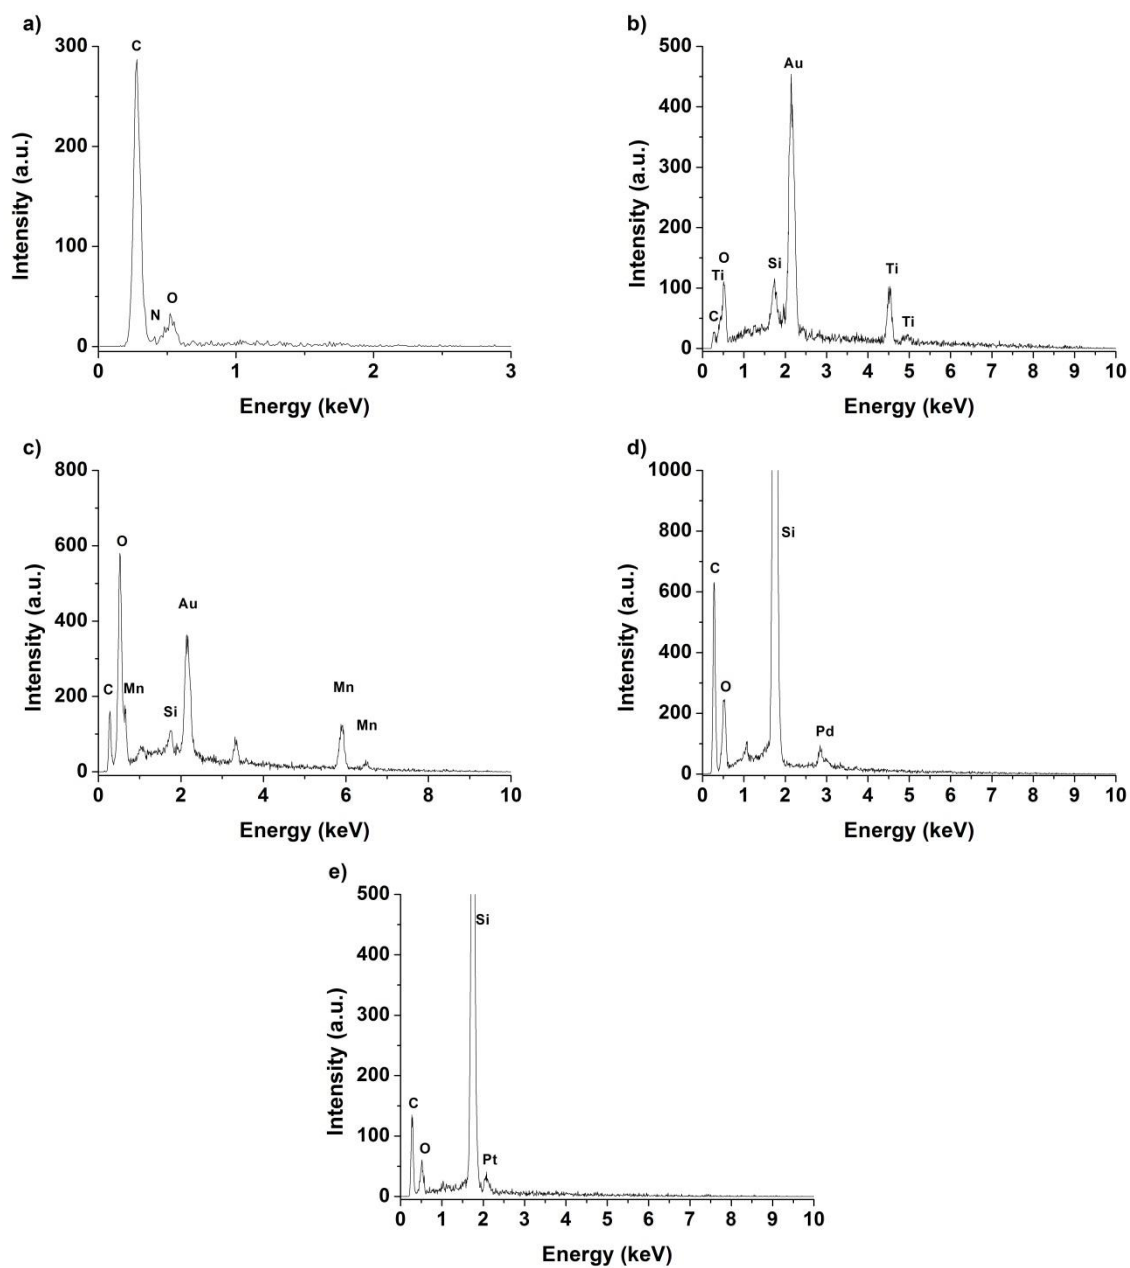 a)
300
200
100
0
Intensity (a.u.)
C
N
O
0 1 2 3
Energy (keV)
b)
500
400
300
200
100
0
Intensity (a.u.)
Au
O
Ti
C
Si
Ti
Ti
0 1 2 3 4 5 6 7 8 9 10
Energy (keV)
c)
800
600
400
200
0
Intensity (a.u.)
O
C
Mn
Si
Au
Mn
Mn
0 2 4 6 8 10
Energy (keV)
d)
1000
800
600
400
200
0
Intensity (a.u.)
C
O
Si
Pd
0 1 2 3 4 5 6 7 8 9 10
Energy (keV)
e)
500
400
300
200
100
0
Intensity (a.u.)
C
O
Si
Pt
0 1 2 3 4 5 6 7 8 9 10
Energy (keV)